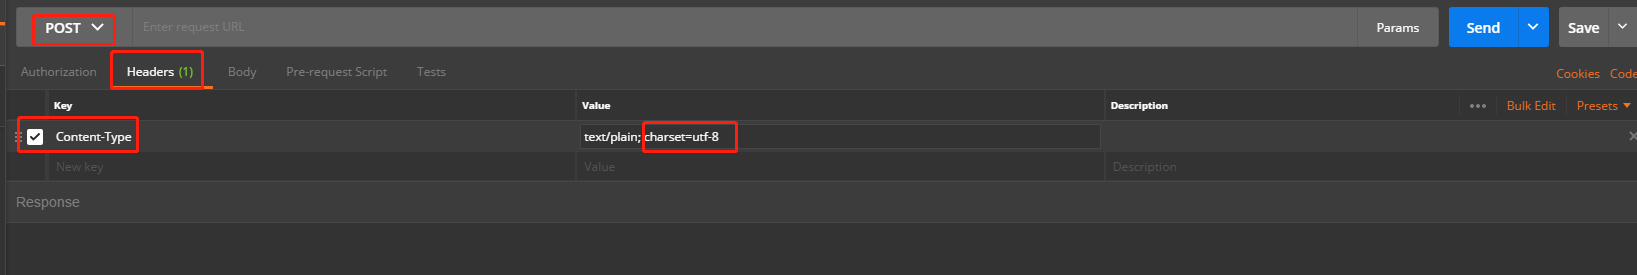 POST Enter request URL Params Send Save
Authorization Headers (1) Body Pre-request Script Tests Cookies Code
Key Value Description ••• Bulk Edit Presets
Content-Type text/plain; charset=utf-8
New key Value Description
Response